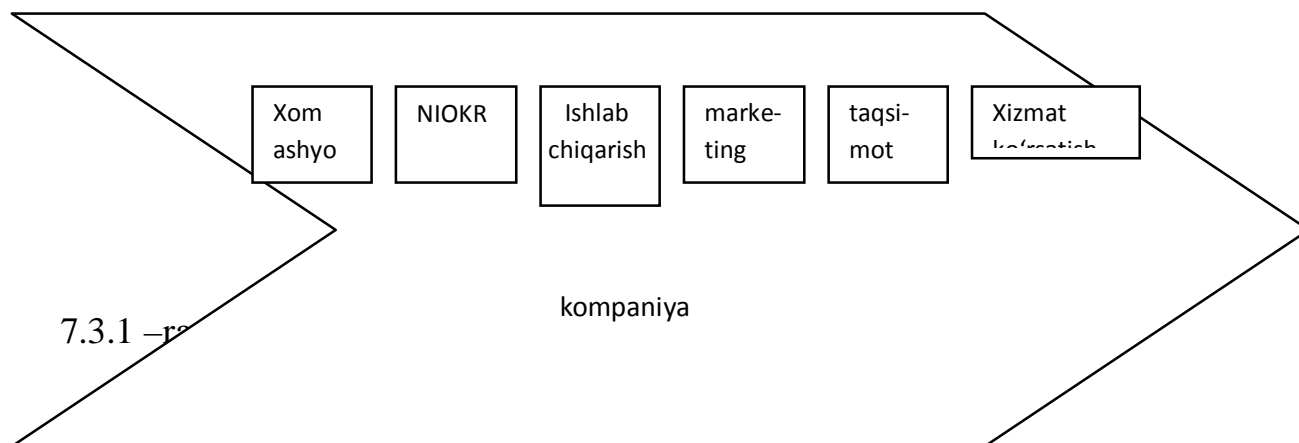 Xom
ashyo
NIOKR
Ishlab
chiqarish
marke-
ting
taqsi-
mot
Xizmat
kompaniya
7.3.1 –